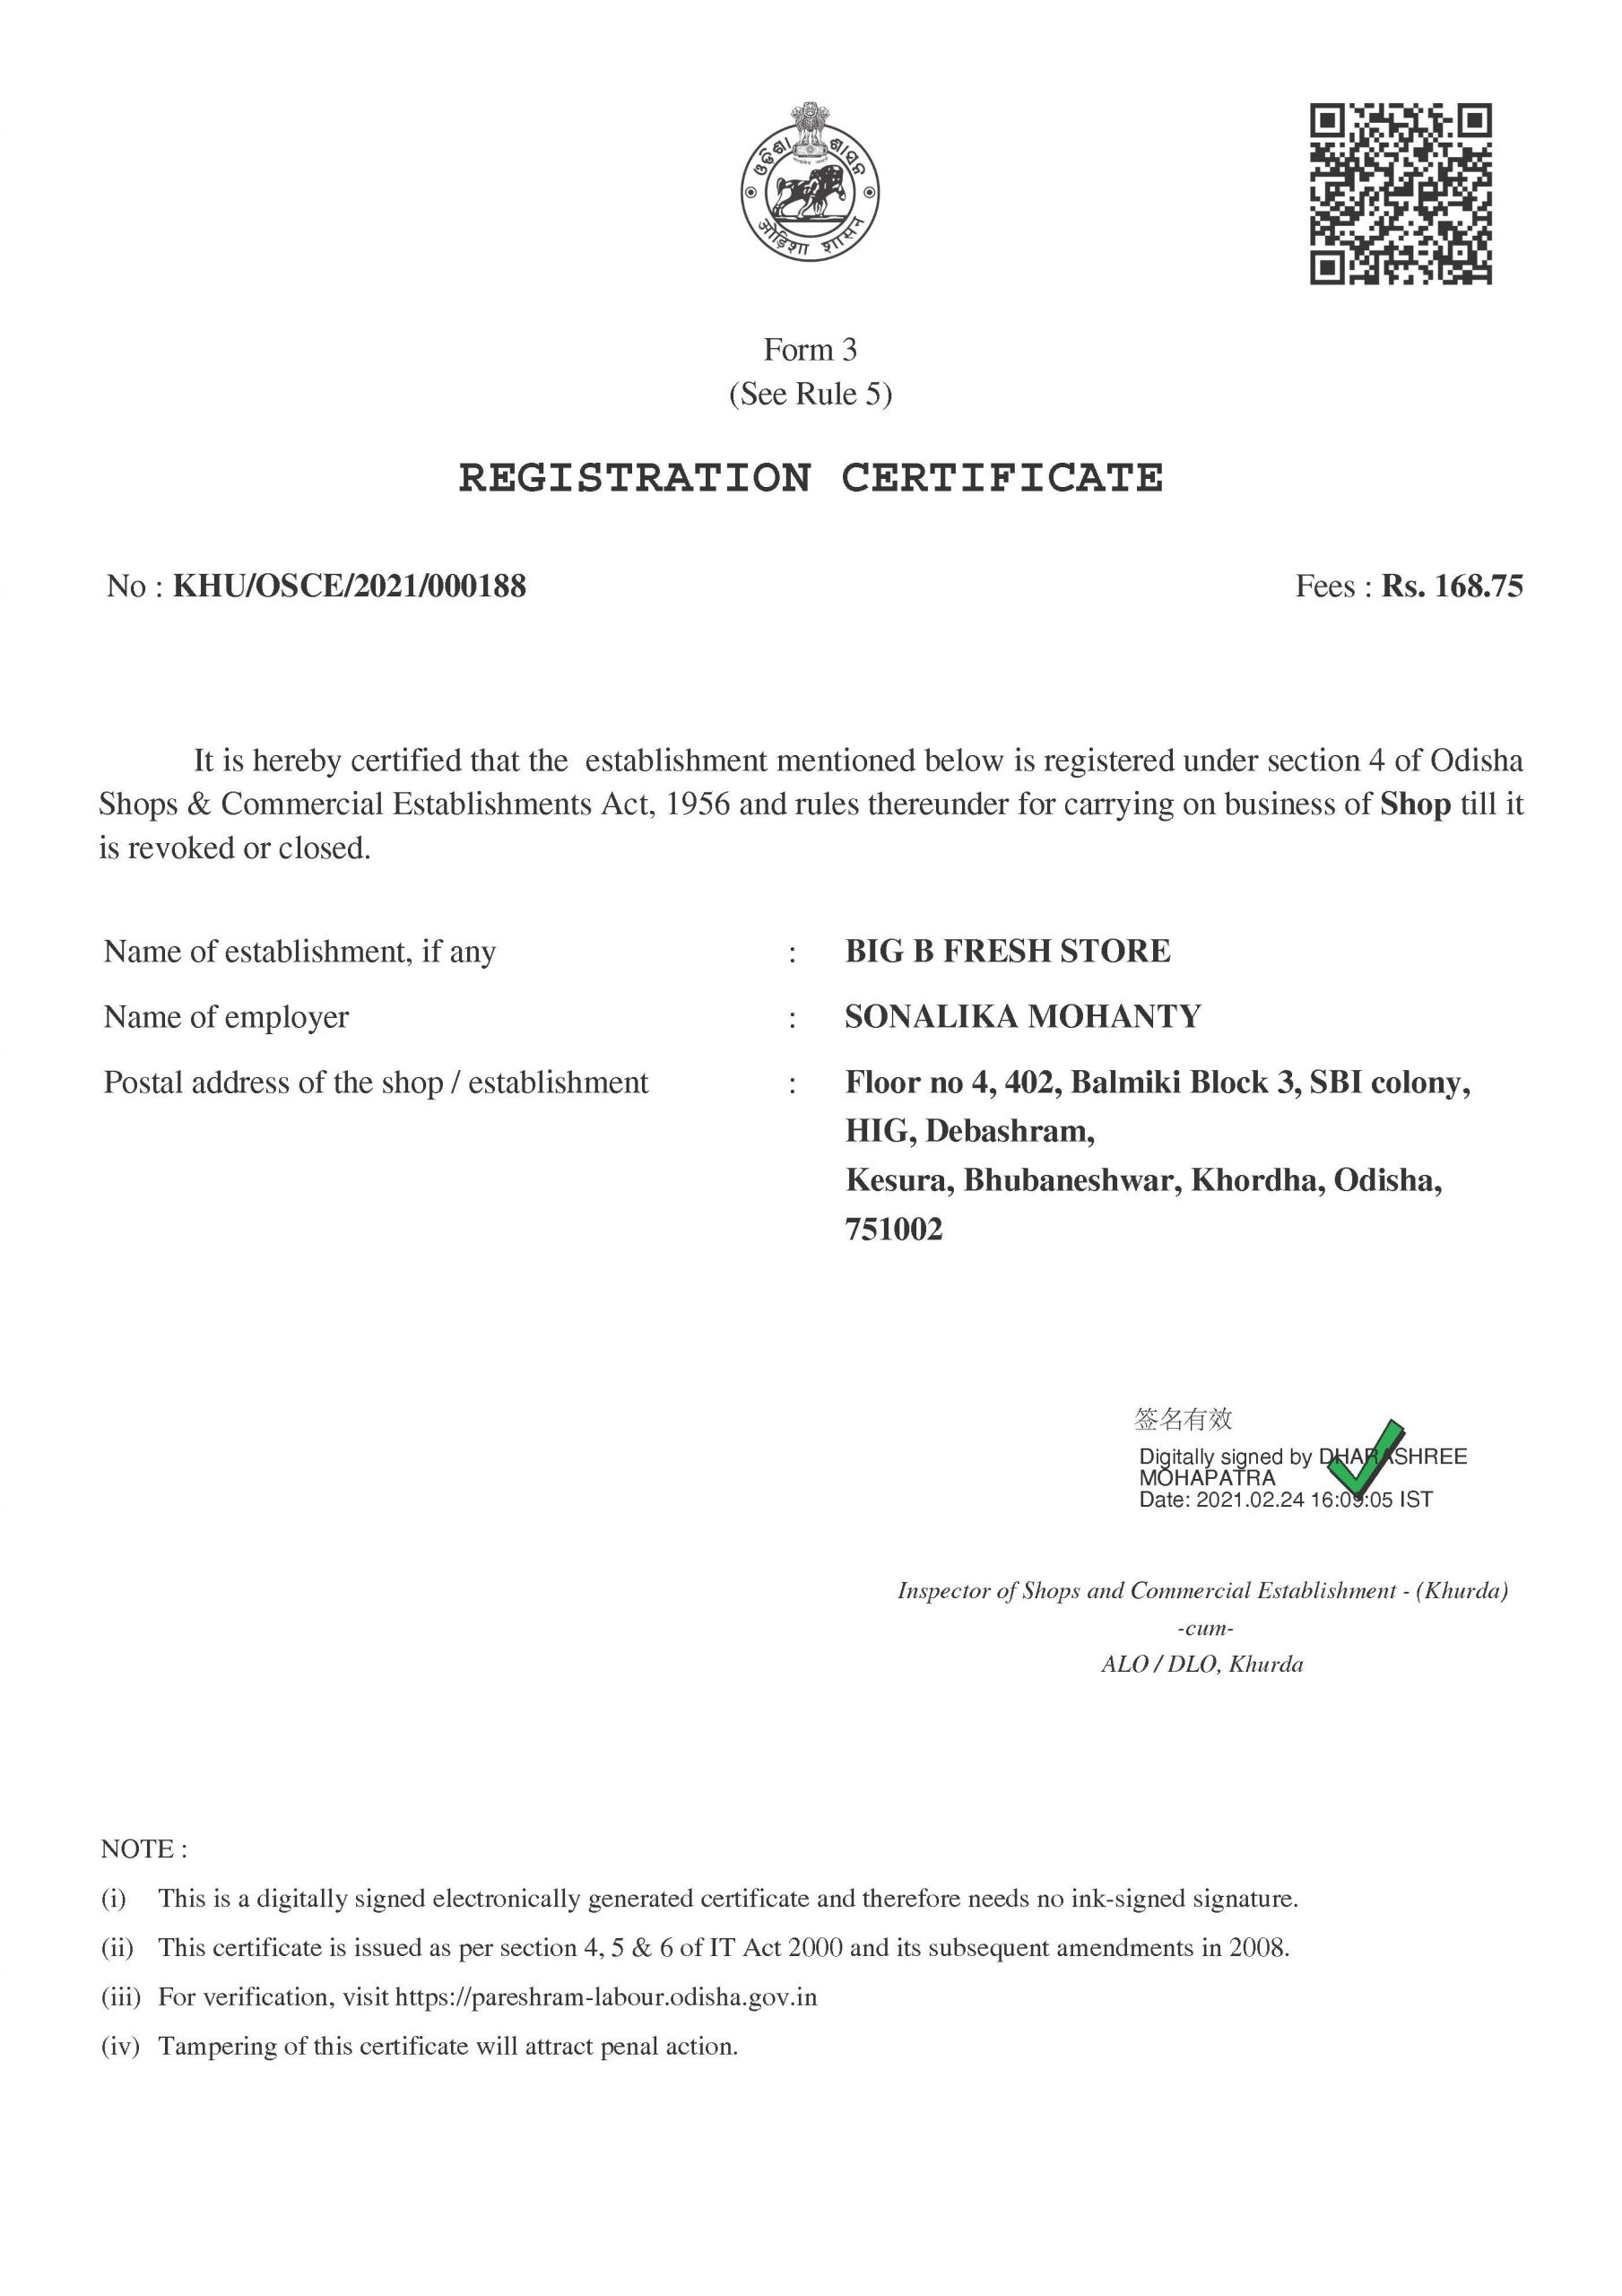 ଓଡ଼ିଶା ଶାସନ
ओड़िशा शासन
Form 3
(See Rule 5)
REGISTRATION CERTIFICATE
No : KHU/OSCE/2021/000188 Fees : Rs. 168.75
It is hereby certified that the establishment mentioned below is registered under section 4 of Odisha
Shops & Commercial Establishments Act, 1956 and rules thereunder for carrying on business of Shop till it
is revoked or closed.
Name of establishment, if any : BIG B FRESH STORE
Name of employer : SONALIKA MOHANTY
Postal address of the shop / establishment : Floor no 4, 402, Balmiki Block 3, SBI colony,
HIG, Debashram,
Kesura, Bhubaneshwar, Khordha, Odisha,
751002
签名有效
Digitally signed by DHARASHREE
MOHAPATRA
Date: 2021.02.24 16:09:05 IST
Inspector of Shops and Commercial Establishment - (Khurda)
-cum-
ALO / DLO, Khurda
NOTE :
(i) This is a digitally signed electronically generated certificate and therefore needs no ink-signed signature.
(ii) This certificate is issued as per section 4, 5 & 6 of IT Act 2000 and its subsequent amendments in 2008.
(iii) For verification, visit https://pareshram-labour.odisha.gov.in
(iv) Tampering of this certificate will attract penal action.